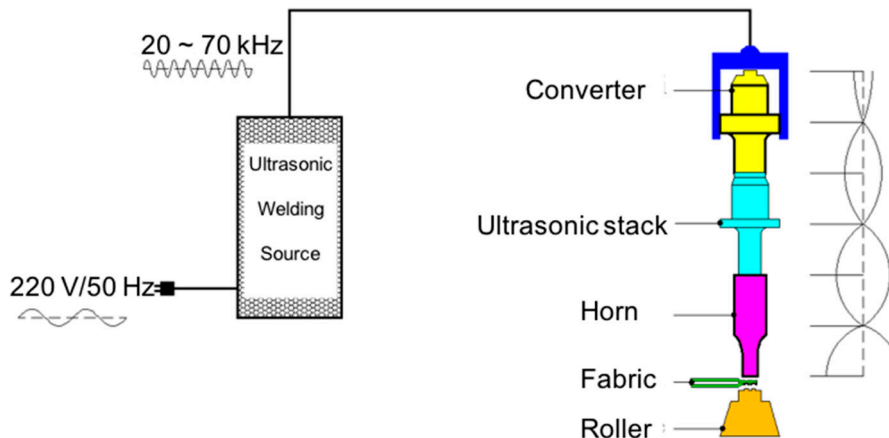 20 ~ 70 kHz
Converter
Ultrasonic
Welding
Source
Ultrasonic stack
220 V/50 Hz
Horn
Fabric
Roller